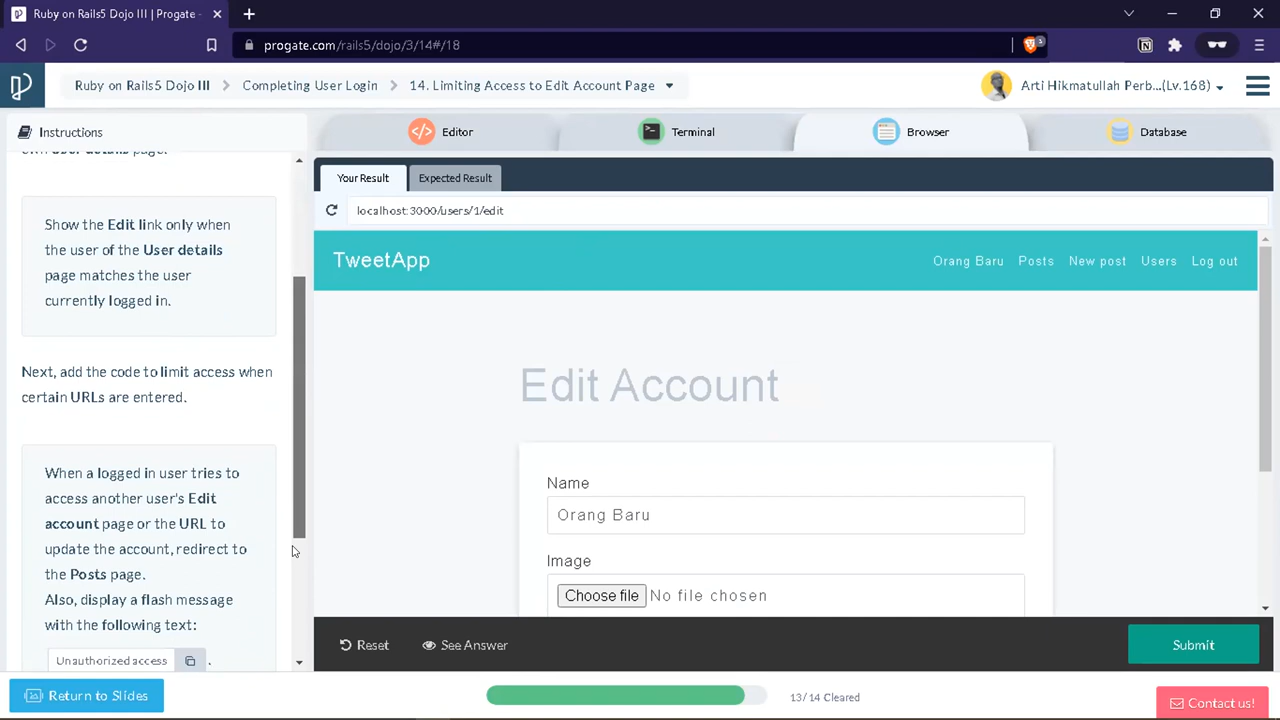 Ruby on Rails5 Dojo III | Progate -
progate.com/rails5/dojo/3/14#/18
3
Ruby on Rails5 Dojo III
Completing User Login
14. Limiting Access to Edit Account Page
Arti Hikmatullah Perb...(Lv.168)
Instructions
Editor
Terminal
Browser
Database
own User details page.
Show the Edit link only when
the user of the User details
page matches the user
currently logged in.
Next, add the code to limit access when
certain URLs are entered.
When a logged in user tries to
access another user's Edit
account page or the URL to
update the account, redirect to
the Posts page.
Also, display a flash message
with the following text:
Unauthorized access .
Your Result
Expected Result
localhost:3000/users/1/edit
TweetApp
Orang Baru
Posts
New post
Users
Log out
Edit Account
Name
Orang Baru
Image
Choose file No file chosen
Reset
See Answer
Submit
Return to Slides
13/14 Cleared
Contact us!